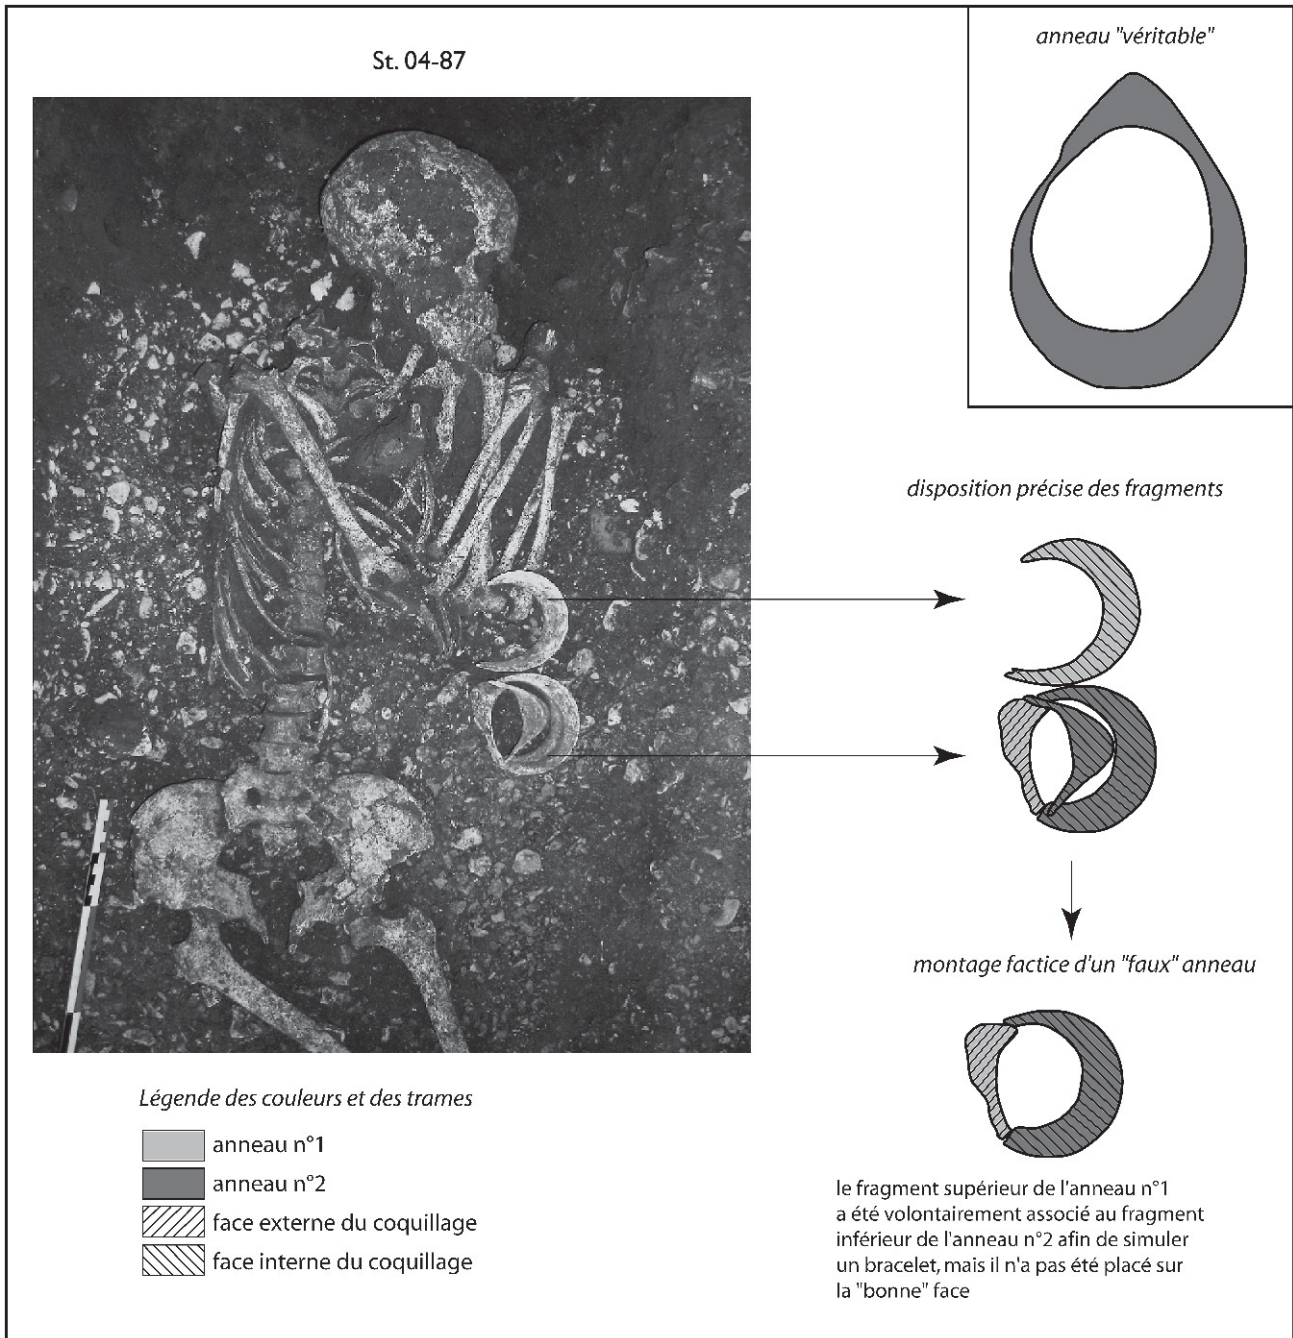 St. 04-87
anneau "véritable"
disposition précise des fragments
montage factice d'un "faux" anneau
Légende des couleurs et des trames
anneau n°1
anneau n°2
face externe du coquillage
face interne du coquillage
le fragment supérieur de l'anneau n°1
a été volontairement associé au fragment
inférieur de l'anneau n°2 afin de simuler
un bracelet, mais il n'a pas été placé sur
la "bonne" face